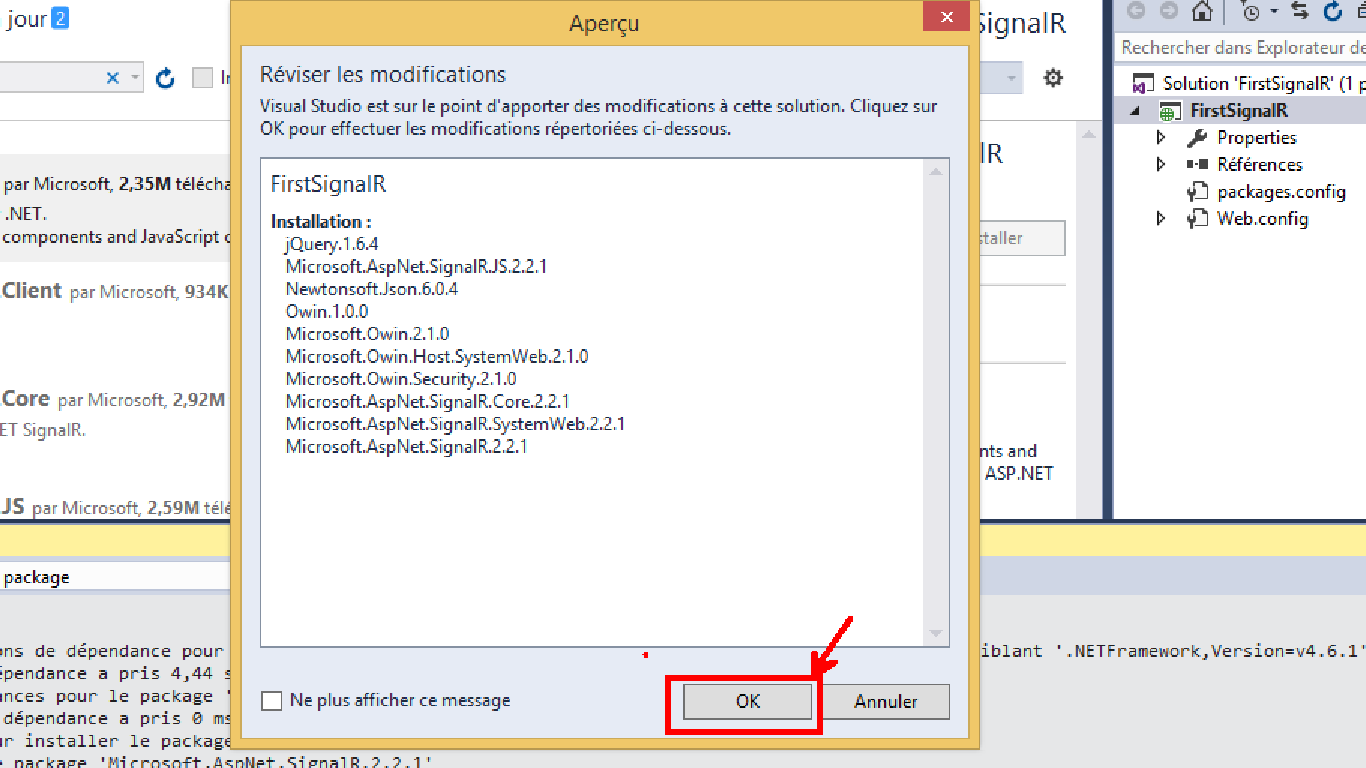 jour 2
Aperçu
SignalR
Rechercher dans Explorateur de
Réviser les modifications
Visual Studio est sur le point d'apporter des modifications à cette solution. Cliquez sur
OK pour effectuer les modifications répertoriées ci-dessous.
Solution 'FirstSignalR' (1 p
FirstSignalR
Properties
Références
packages.config
Web.config
par Microsoft, 2,35M télécha
.NET.
components and JavaScript
.Client par Microsoft, 934K
.Core par Microsoft, 2,92M
ET SignalR.
.JS par Microsoft, 2,59M télé
FirstSignalR
Installation :
jQuery.1.6.4
Microsoft.AspNet.SignalR.JS.2.2.1
Newtonsoft.Json.6.0.4
Owin.1.0.0
Microsoft.Owin.2.1.0
Microsoft.Owin.Host.SystemWeb.2.1.0
Microsoft.Owin.Security.2.1.0
Microsoft.AspNet.SignalR.Core.2.2.1
Microsoft.AspNet.SignalR.SystemWeb.2.2.1
Microsoft.AspNet.SignalR.2.2.1
lR
staller
nts and
ASP.NET
Ne plus afficher ce message
OK
Annuler
package
ons de dépendance pour
iblant '.NETFramework,Version=v4.6.1'
épendance a pris 4,44 s
ances pour le package '
dépendance a pris 0 ms
ur installer le package
e package 'Microsoft.AspNet.SignalR.2.2.1'